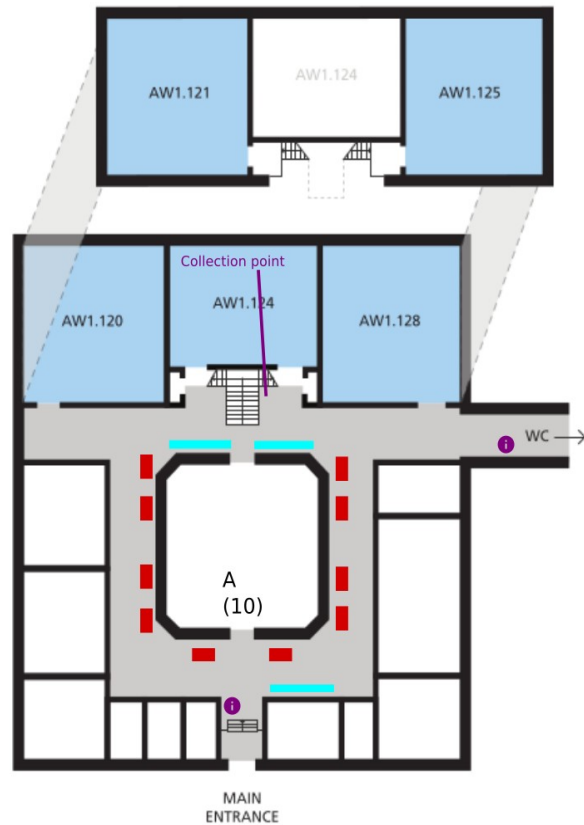 AW1.121
AW1.124
AW1.125
Collection point
AW1.120
AW1.124
AW1.128
WC
i
A
(10)
i
MAIN
ENTRANCE